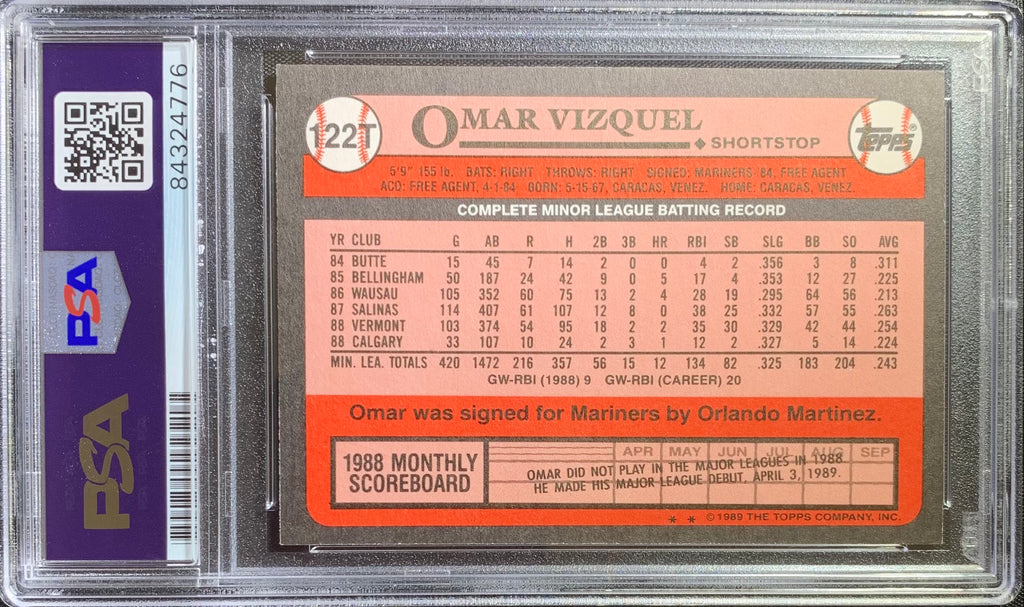 84324776
PSA
PSA
122T
OMAR VIZQUEL
SHORTSTOP
TOPPS®
5'9" 155 lb. BATS: RIGHT THROWS: RIGHT SIGNED: MARINERS-84, FREE AGENT
ACQ: FREE AGENT, 4-1-84 BORN: 5-15-67, CARACAS, VENEZ. HOME: CARACAS, VENEZ.
COMPLETE MINOR LEAGUE BATTING RECORD
YR CLUB G AB R H 2B 3B HR RBI SB SLG BB SO AVG
84 BUTTE 15 45 7 14 2 0 0 4 2 .356 3 8 .311
85 BELLINGHAM 50 187 24 42 9 0 5 17 4 .353 12 27 .225
86 WAUSAU 105 352 60 75 13 2 4 28 19 .295 64 56 .213
87 SALINAS 114 407 61 107 12 8 0 38 25 .332 57 55 .263
88 VERMONT 103 374 54 95 18 2 2 35 30 .329 42 44 .254
88 CALGARY 33 107 10 24 2 3 1 12 2 .327 5 14 .224
MIN. LEA. TOTALS 420 1472 216 357 56 15 12 134 82 .325 183 204 .243
GW-RBI (1988) 9 GW-RBI (CAREER) 20
Omar was signed for Mariners by Orlando Martinez.
1988 MONTHLY
SCOREBOARD
APR MAY JUN JUL AUG SEP
OMAR DID NOT PLAY IN THE MAJOR LEAGUES IN 1988.
HE MADE HIS MAJOR LEAGUE DEBUT, APRIL 3, 1989.
* * © 1989 THE TOPPS COMPANY, INC.